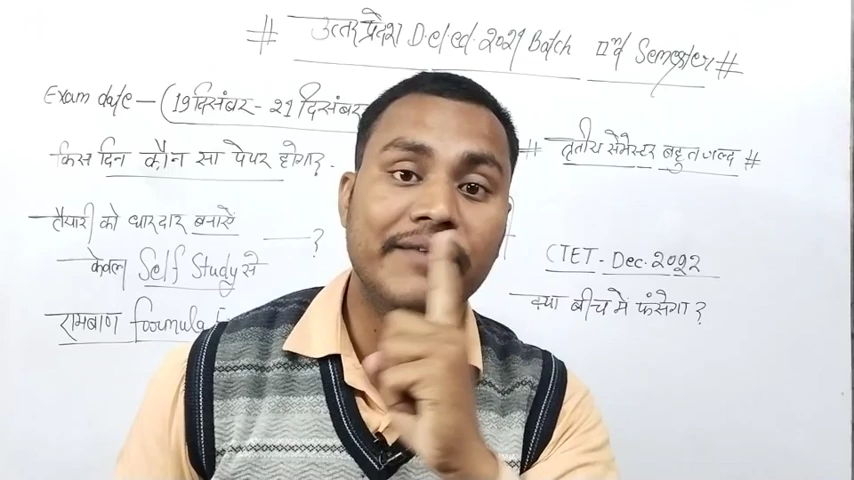 # उत्तर प्रदेश D.el.ed. 2021 Batch IInd Semester #
Exam date – (19 दिसंबर - 21 दिसंबर
किस दिन कौन सा पेपर होगा?
तैयारी को धारदार बनायें
केवल Self Study से ?
रामबाण formula
# तृतीय सेमेस्टर बहुत जल्द #
CTET - Dec. 2022
क्या बीच में फंसेगा ?